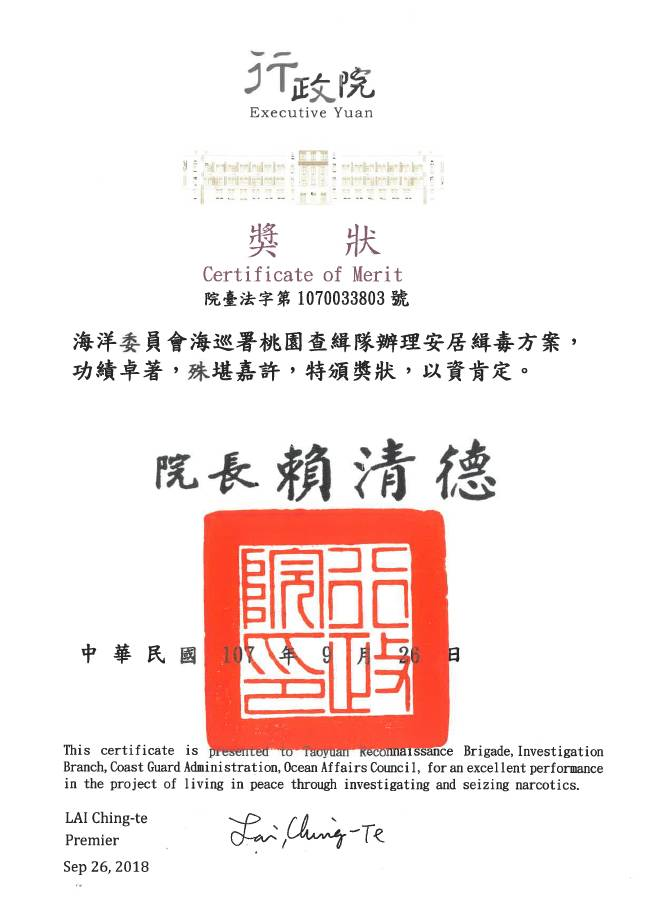 行政院
Executive Yuan
獎 狀
Certificate of Merit
院臺法字第 1070033803 號
海洋委員會海巡署桃園查緝隊辦理安居緝毒方案，
功績卓著，殊堪嘉許，特頒獎狀，以資肯定。
院長 賴清德
行政院印
中 華 民 國 107 年 9 月 26 日
This certificate is presented to Taoyuan Reconnaissance Brigade, Investigation
Branch, Coast Guard Administration, Ocean Affairs Council, for an excellent performance
in the project of living in peace through investigating and seizing narcotics.
LAI Ching-te
Lai, Ching-Te
Premier
Sep 26, 2018